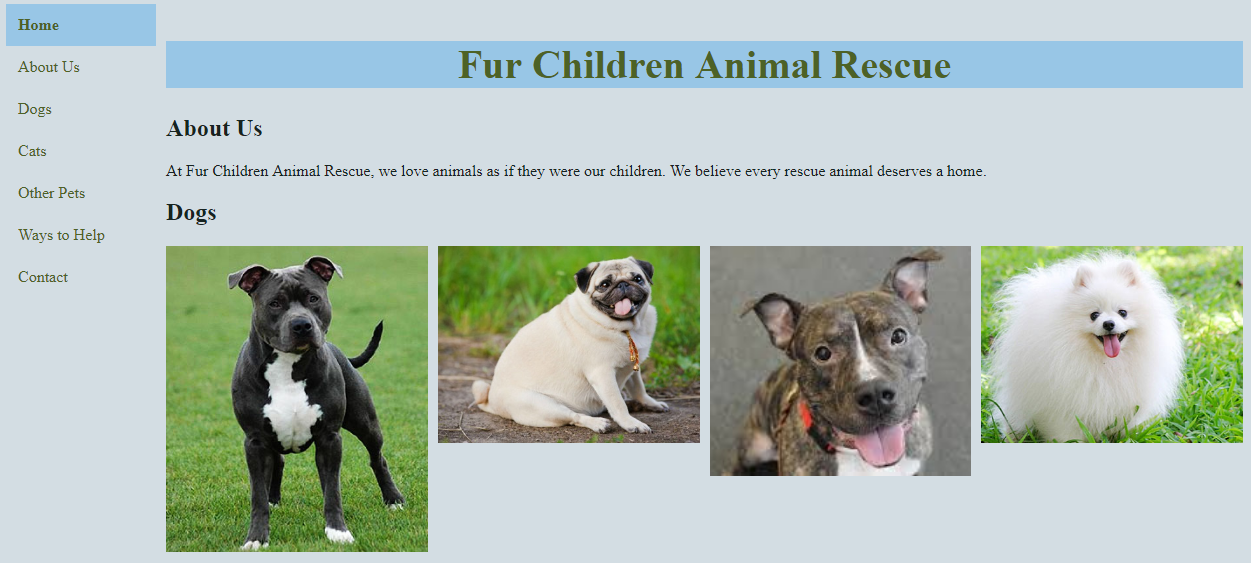 Home
About Us
Dogs
Cats
Other Pets
Ways to Help
Contact
Fur Children Animal Rescue
About Us
At Fur Children Animal Rescue, we love animals as if they were our children. We believe every rescue animal deserves a home.
Dogs